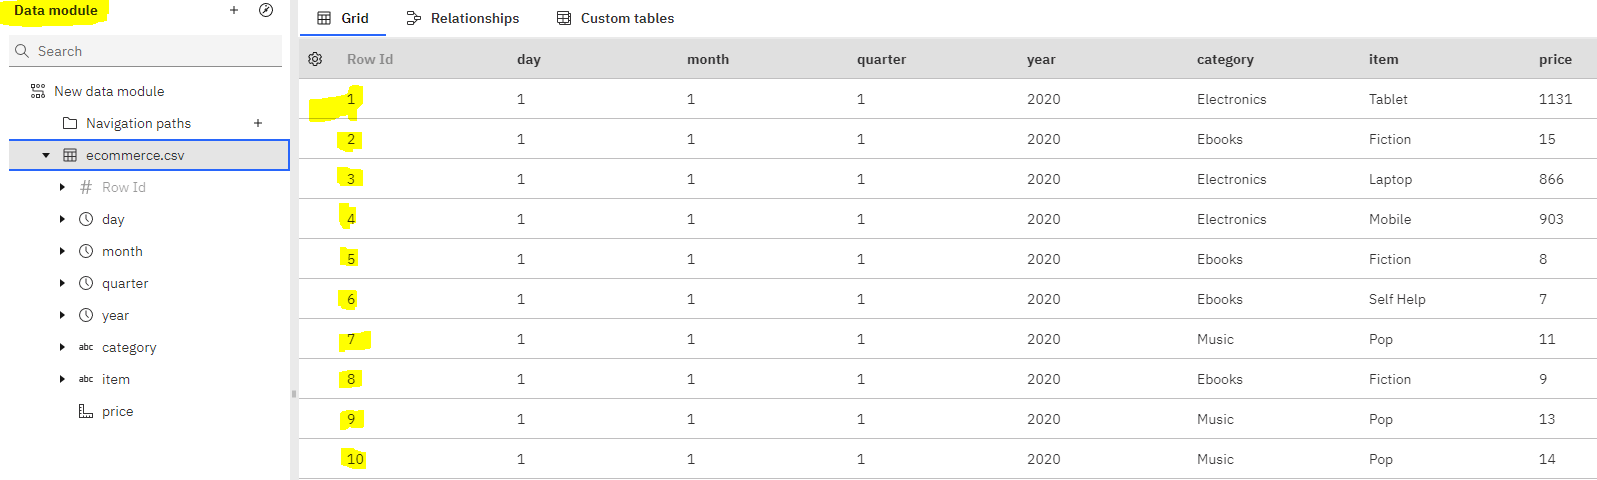 Data module
Search
New data module
Navigation paths
ecommerce.csv
# Row Id
day
month
quarter
year
abc category
abc item
price
Grid Relationships Custom tables
Row Id day month quarter year category item price
1 1 1 1 2020 Electronics Tablet 1131
2 1 1 1 2020 Ebooks Fiction 15
3 1 1 1 2020 Electronics Laptop 866
4 1 1 1 2020 Electronics Mobile 903
5 1 1 1 2020 Ebooks Fiction 8
6 1 1 1 2020 Ebooks Self Help 7
7 1 1 1 2020 Music Pop 11
8 1 1 1 2020 Ebooks Fiction 9
9 1 1 1 2020 Music Pop 13
10 1 1 1 2020 Music Pop 14